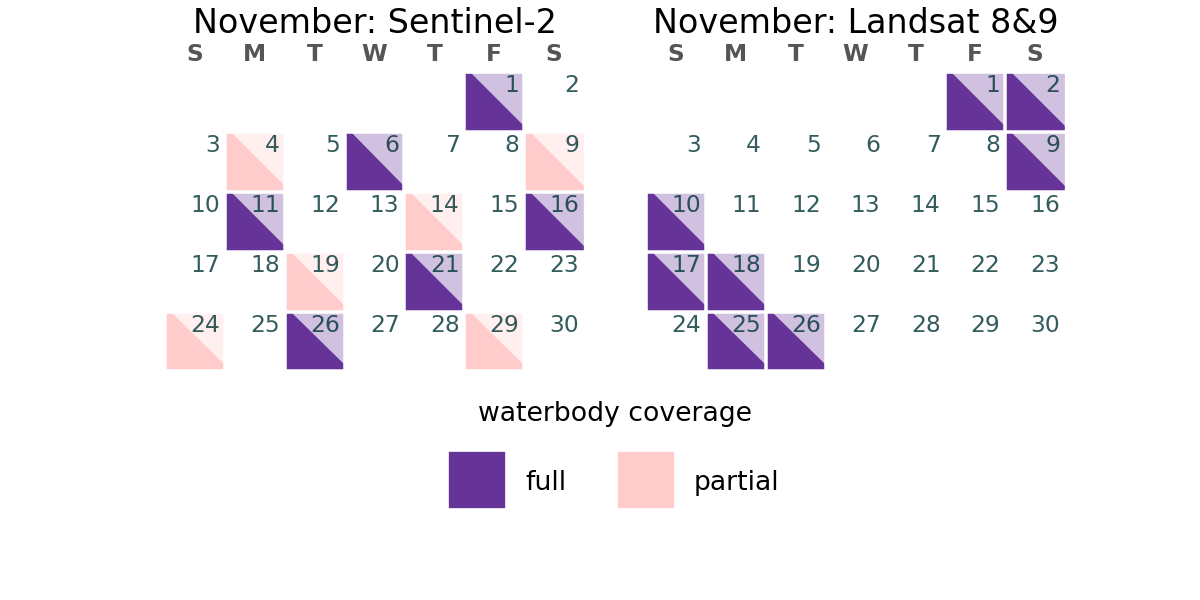 November: Sentinel-2
S M T W T F S
1 2
3 4 5 6 7 8 9
10 11 12 13 14 15 16
17 18 19 20 21 22 23
24 25 26 27 28 29 30
November: Landsat 8&9
S M T W T F S
1 2
3 4 5 6 7 8 9
10 11 12 13 14 15 16
17 18 19 20 21 22 23
24 25 26 27 28 29 30
waterbody coverage
full partial